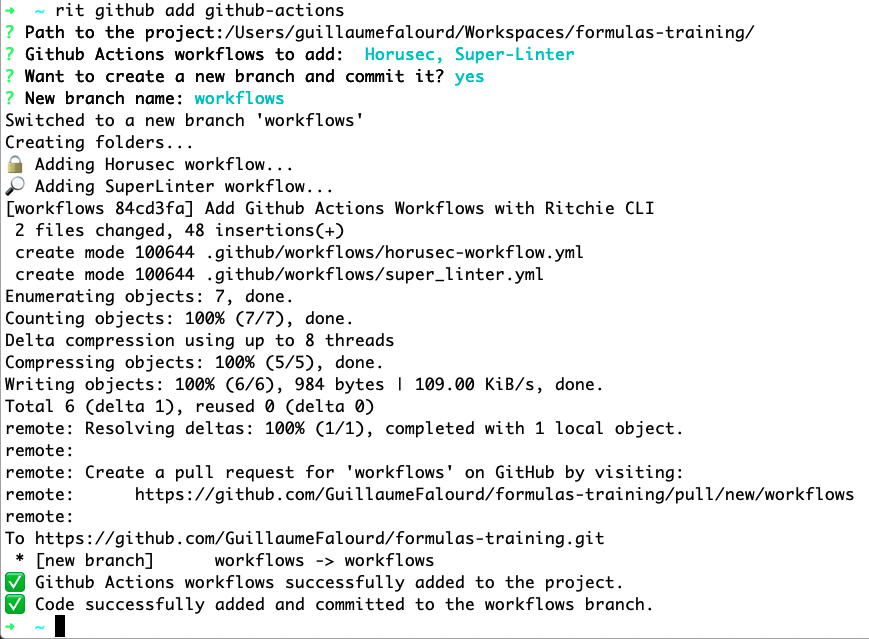 ➜ ~ rit github add github-actions
? Path to the project:/Users/guillaumefalourd/Workspaces/formulas-training/
? Github Actions workflows to add:  Horusec, Super-Linter
? Want to create a new branch and commit it? yes
? New branch name: workflows
Switched to a new branch 'workflows'
Creating folders...
🔒 Adding Horusec workflow...
🔎 Adding SuperLinter workflow...
[workflows 84cd3fa] Add Github Actions Workflows with Ritchie CLI
 2 files changed, 48 insertions(+)
 create mode 100644 .github/workflows/horusec-workflow.yml
 create mode 100644 .github/workflows/super_linter.yml
Enumerating objects: 7, done.
Counting objects: 100% (7/7), done.
Delta compression using up to 8 threads
Compressing objects: 100% (5/5), done.
Writing objects: 100% (6/6), 984 bytes | 109.00 KiB/s, done.
Total 6 (delta 1), reused 0 (delta 0)
remote: Resolving deltas: 100% (1/1), completed with 1 local object.
remote:
remote: Create a pull request for 'workflows' on GitHub by visiting:
remote:      https://github.com/GuillaumeFalourd/formulas-training/pull/new/workflows
remote:
To https://github.com/GuillaumeFalourd/formulas-training.git
 * [new branch]      workflows -> workflows
✅ Github Actions workflows successfully added to the project.
✅ Code successfully added and committed to the workflows branch.
➜ ~